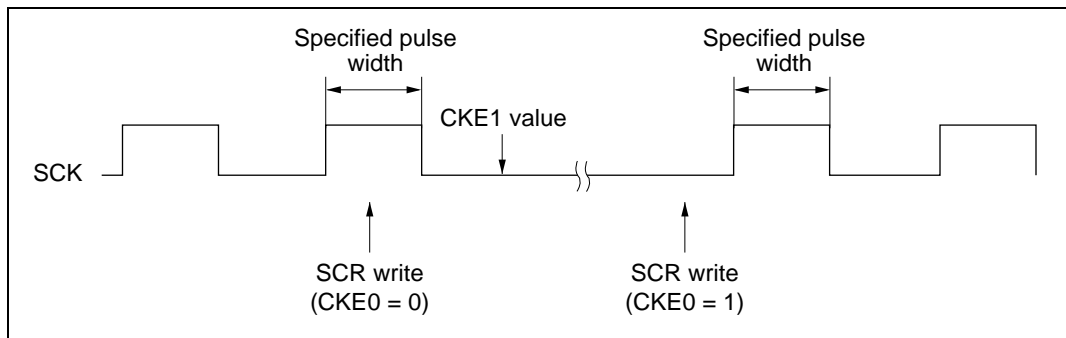 Specified pulse
width
Specified pulse
width
CKE1 value
SCK
SCR write
(CKE0 = 0)
SCR write
(CKE0 = 1)